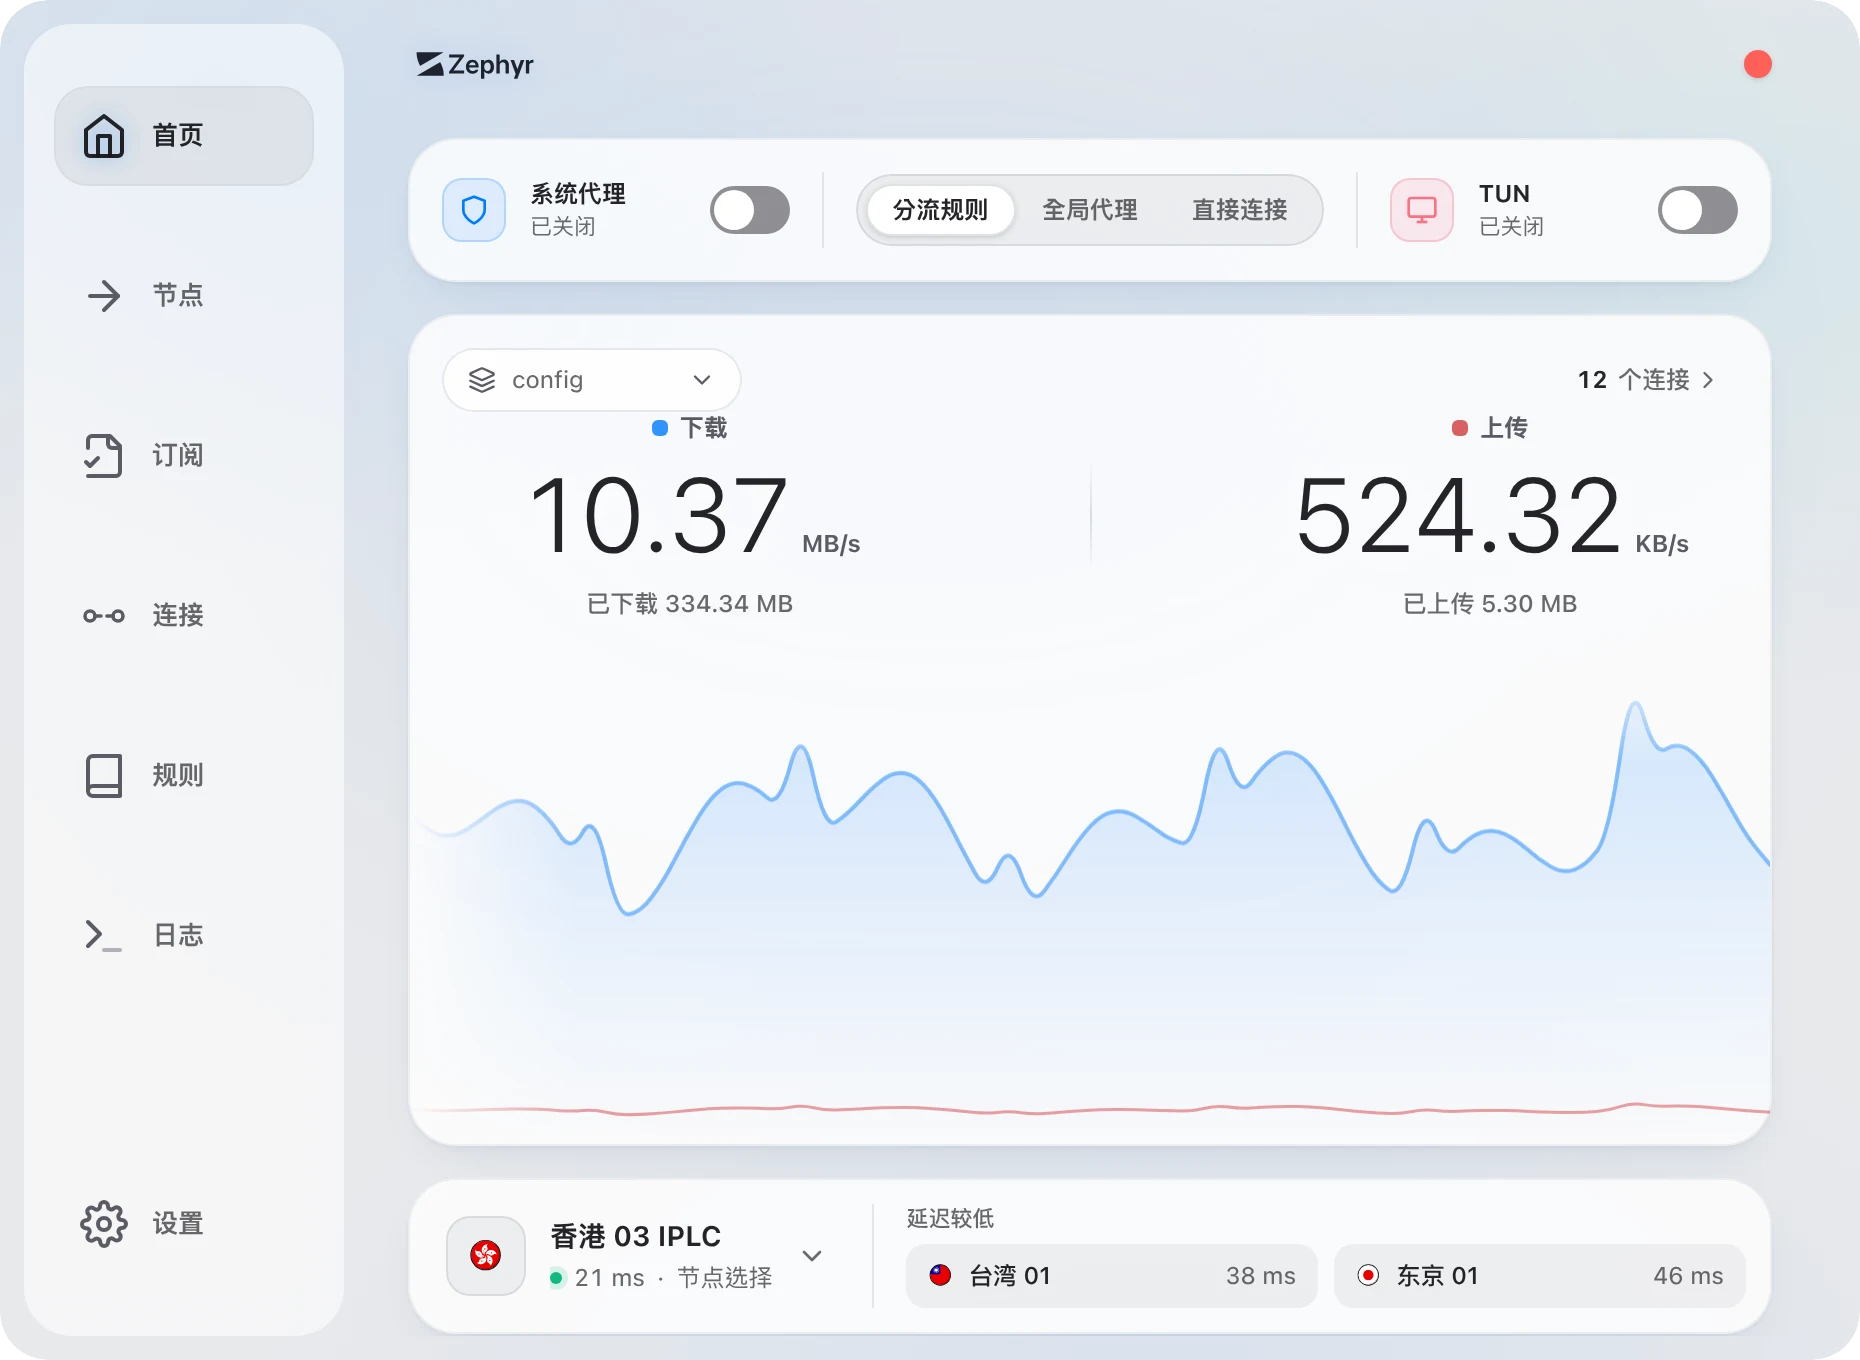 Zephyr
首页
节点
订阅
连接
规则
日志
设置
系统代理
已关闭
分流规则 全局代理 直接连接
TUN
已关闭
config
12 个连接
下载
10.37 MB/s
已下载 334.34 MB
上传
524.32 KB/s
已上传 5.30 MB
香港 03 IPLC
21 ms · 节点选择
延迟较低
台湾 01 38 ms
东京 01 46 ms